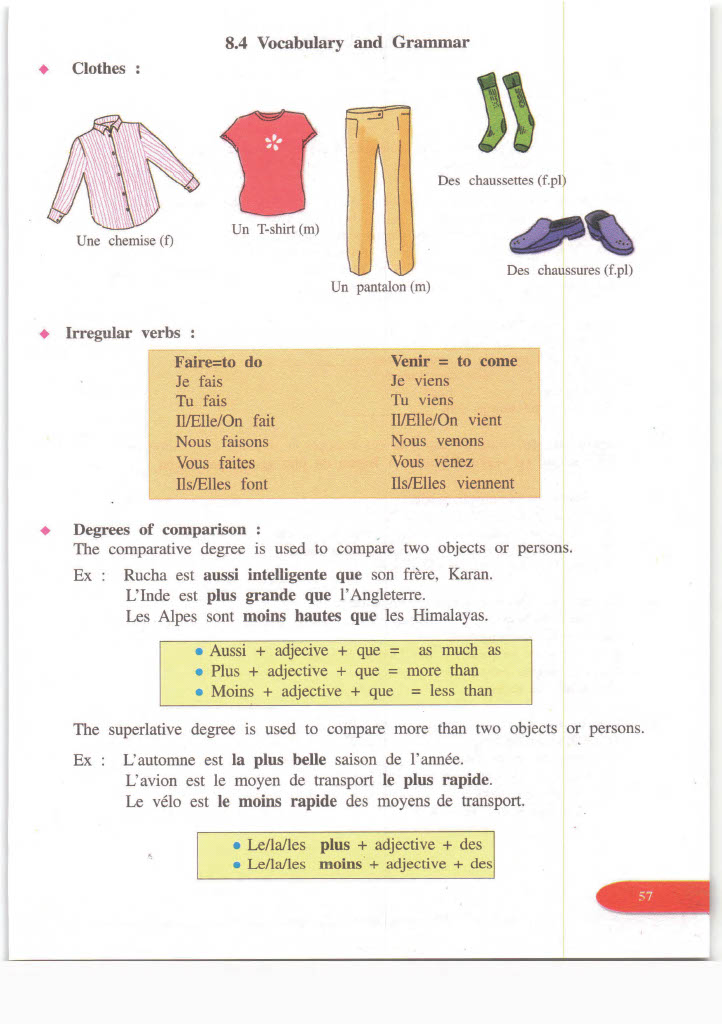 8.4 Vocabulary and Grammar
Clothes :
Une chemise (f)
Un T-shirt (m)
Un pantalon (m)
Des chaussettes (f.pl)
Des chaussures (f.pl)
Irregular verbs :
Faire=to do
Je fais
Tu fais
Il/Elle/On fait
Nous faisons
Vous faites
Ils/Elles font
Venir = to come
Je viens
Tu viens
Il/Elle/On vient
Nous venons
Vous venez
Ils/Elles viennent
Degrees of comparison :
The comparative degree is used to compare two objects or persons.
Ex : Rucha est aussi intelligente que son frère, Karan.
L'Inde est plus grande que l'Angleterre.
Les Alpes sont moins hautes que les Himalayas.
• Aussi + adjecive + que = as much as
• Plus + adjective + que = more than
• Moins + adjective + que = less than
The superlative degree is used to compare more than two objects or persons.
Ex : L'automne est la plus belle saison de l'année.
L'avion est le moyen de transport le plus rapide.
Le vélo est le moins rapide des moyens de transport.
• Le/la/les plus + adjective + des
• Le/la/les moins + adjective + des
57